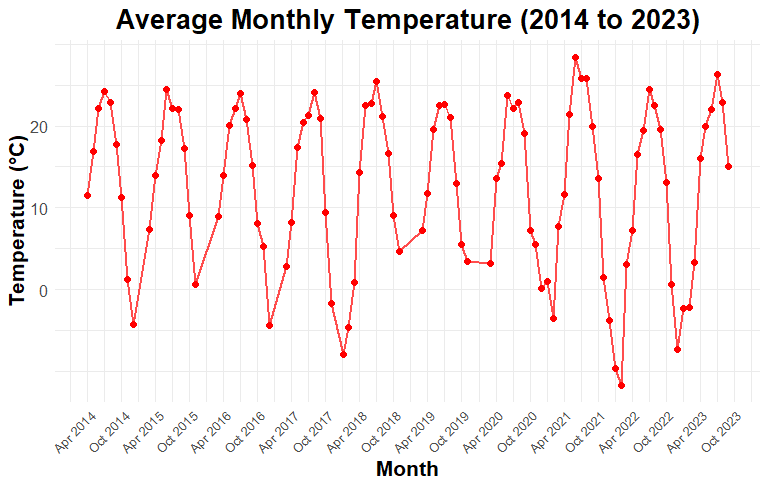 Average Monthly Temperature (2014 to 2023)
Temperature (°C)
20
10
0
Apr 2014
Oct 2014
Apr 2015
Oct 2015
Apr 2016
Oct 2016
Apr 2017
Oct 2017
Apr 2018
Oct 2018
Apr 2019
Oct 2019
Apr 2020
Oct 2020
Apr 2021
Oct 2021
Apr 2022
Oct 2022
Apr 2023
Oct 2023
Month